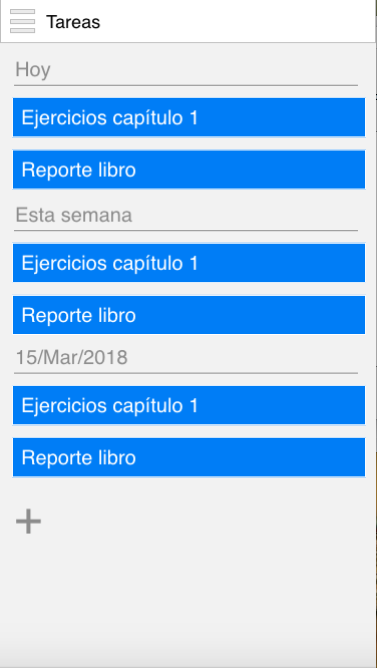 Tareas
Hoy
Ejercicios capítulo 1
Reporte libro
Esta semana
Ejercicios capítulo 1
Reporte libro
15/Mar/2018
Ejercicios capítulo 1
Reporte libro